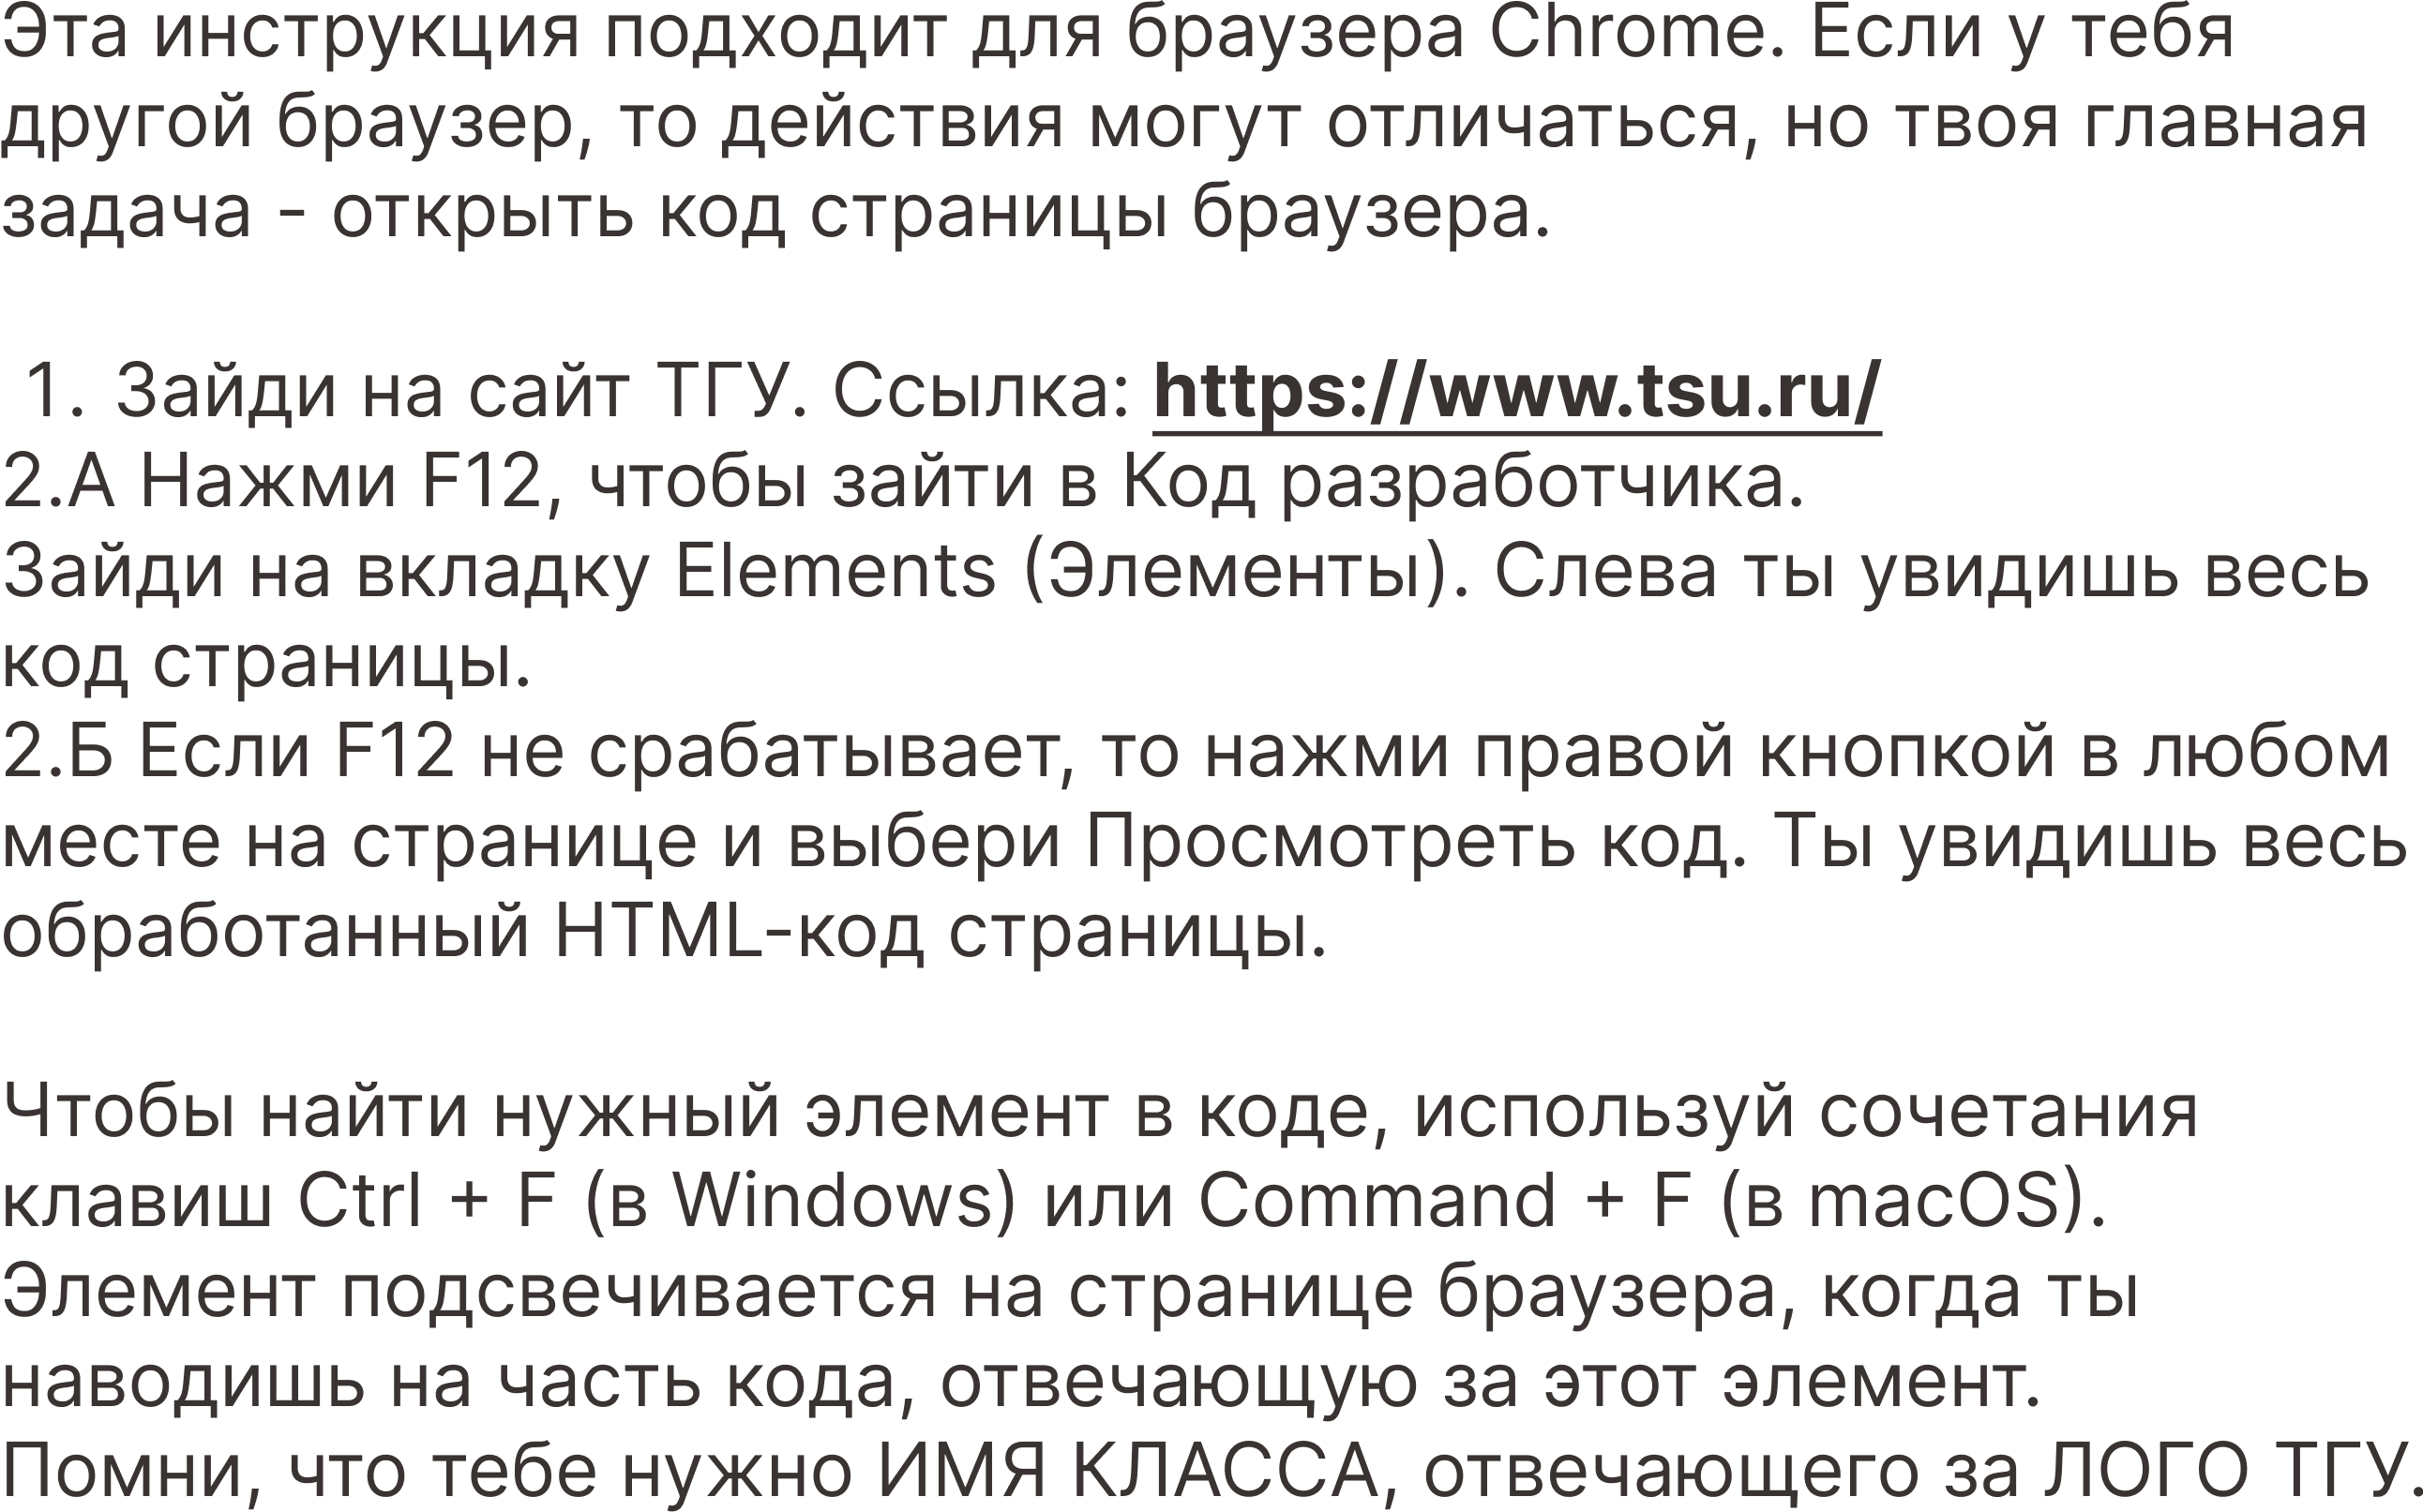 Эта инструкция подходит для браузера Chrome. Если у тебя
другой браузер, то действия могут отличаться, но твоя главная
задача - открыть код страницы браузера.
1. Зайди на сайт ТГУ. Ссылка: https://www.tsu.ru/
2.А Нажми F12, чтобы зайти в Код разработчика.
Зайди на вкладку Elements (Элементы). Слева ты увидишь весь
код страницы.
2.Б Если F12 не срабатывает, то нажми правой кнопкой в любом
месте на странице и выбери Просмотреть код. Ты увидишь весь
обработанный HTML-код страницы.
Чтобы найти нужный элемент в коде, используй сочетания
клавиш Ctrl + F (в Windows) или Command + F (в macOS).
Элемент подсвечивается на странице браузера, когда ты
наводишь на часть кода, отвечающую за этот элемент.
Помни, что тебе нужно ИМЯ КЛАССА, отвечающего за ЛОГО ТГУ.